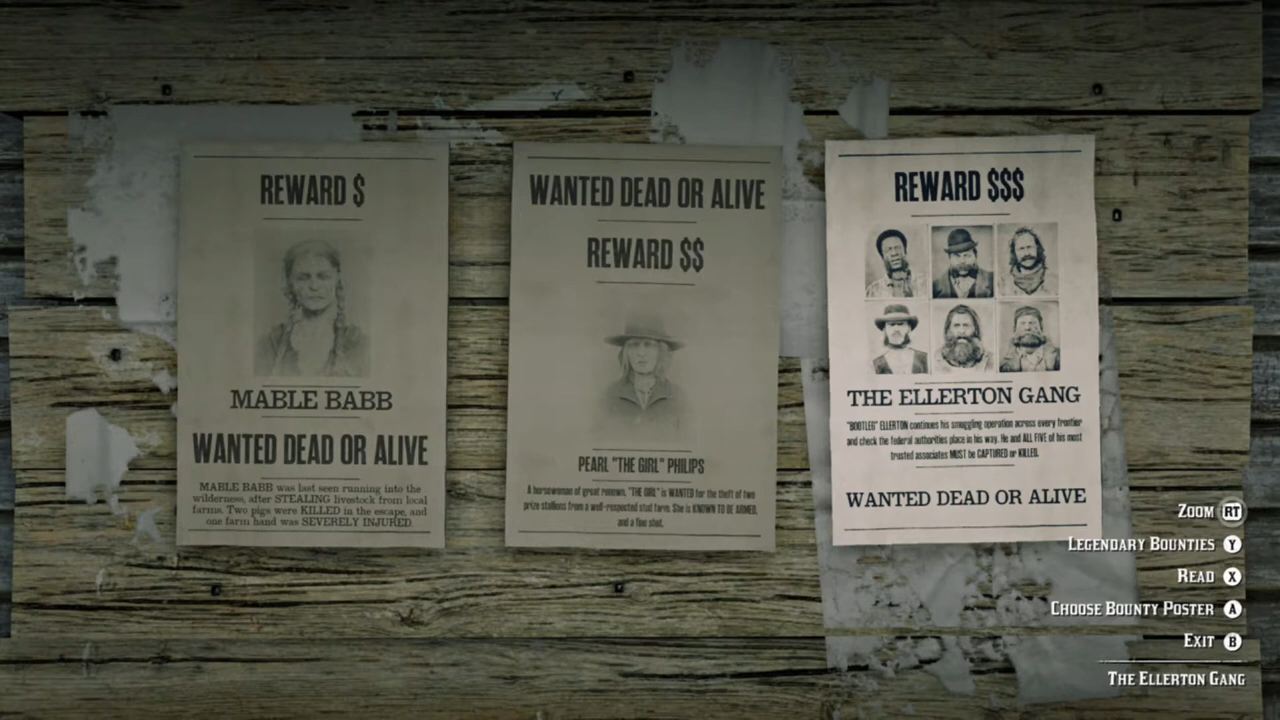 REWARD $
MABLE BABB
WANTED DEAD OR ALIVE
MABLE BABB was last seen running into the
wilderness, after STEALING livestock from local
farms. Two pigs were KILLED in the escape, and
one farm hand was SEVERELY INJURED.
WANTED DEAD OR ALIVE
REWARD $$
PEARL "THE GIRL" PHILIPS
A horsewoman of great renown, "THE GIRL" is WANTED for the theft of two
prize stallions from a well-respected stud farm. She is KNOWN TO BE ARMED,
and a fine shot.
REWARD $$$
THE ELLERTON GANG
"BOOTLEG" ELLERTON continues his smuggling operation across every frontier
and check the federal authorities place in his way. He and ALL FIVE of his most
trusted associates MUST be CAPTURED or KILLED.
WANTED DEAD OR ALIVE
ZOOM RT
LEGENDARY BOUNTIES Y
READ X
CHOOSE BOUNTY POSTER A
EXIT B
THE ELLERTON GANG